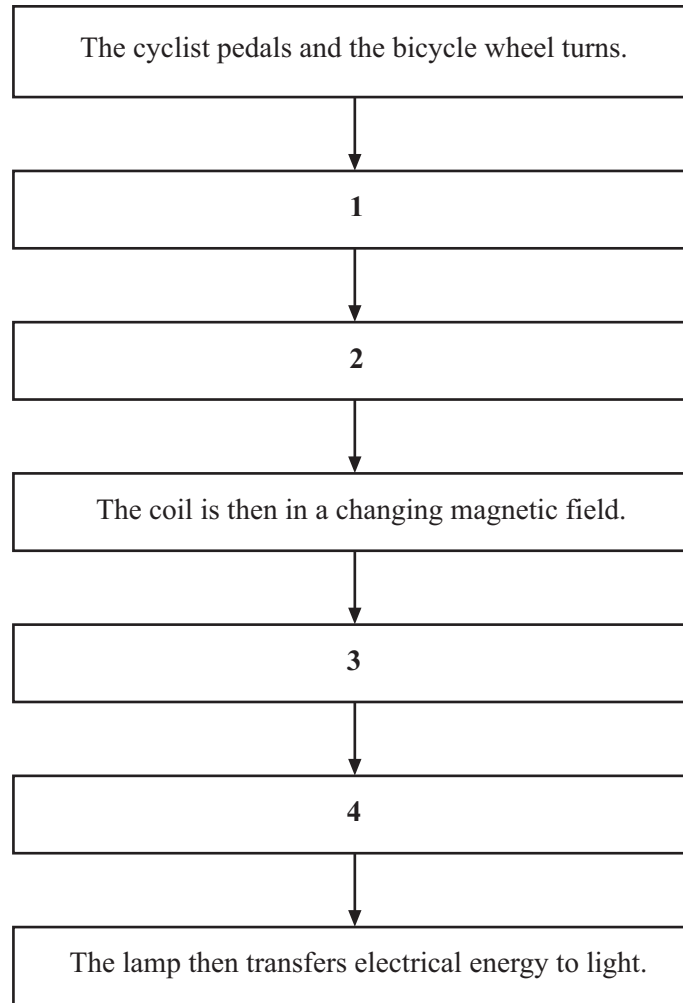 The cyclist pedals and the bicycle wheel turns.
1
2
The coil is then in a changing magnetic field.
3
4
The lamp then transfers electrical energy to light.